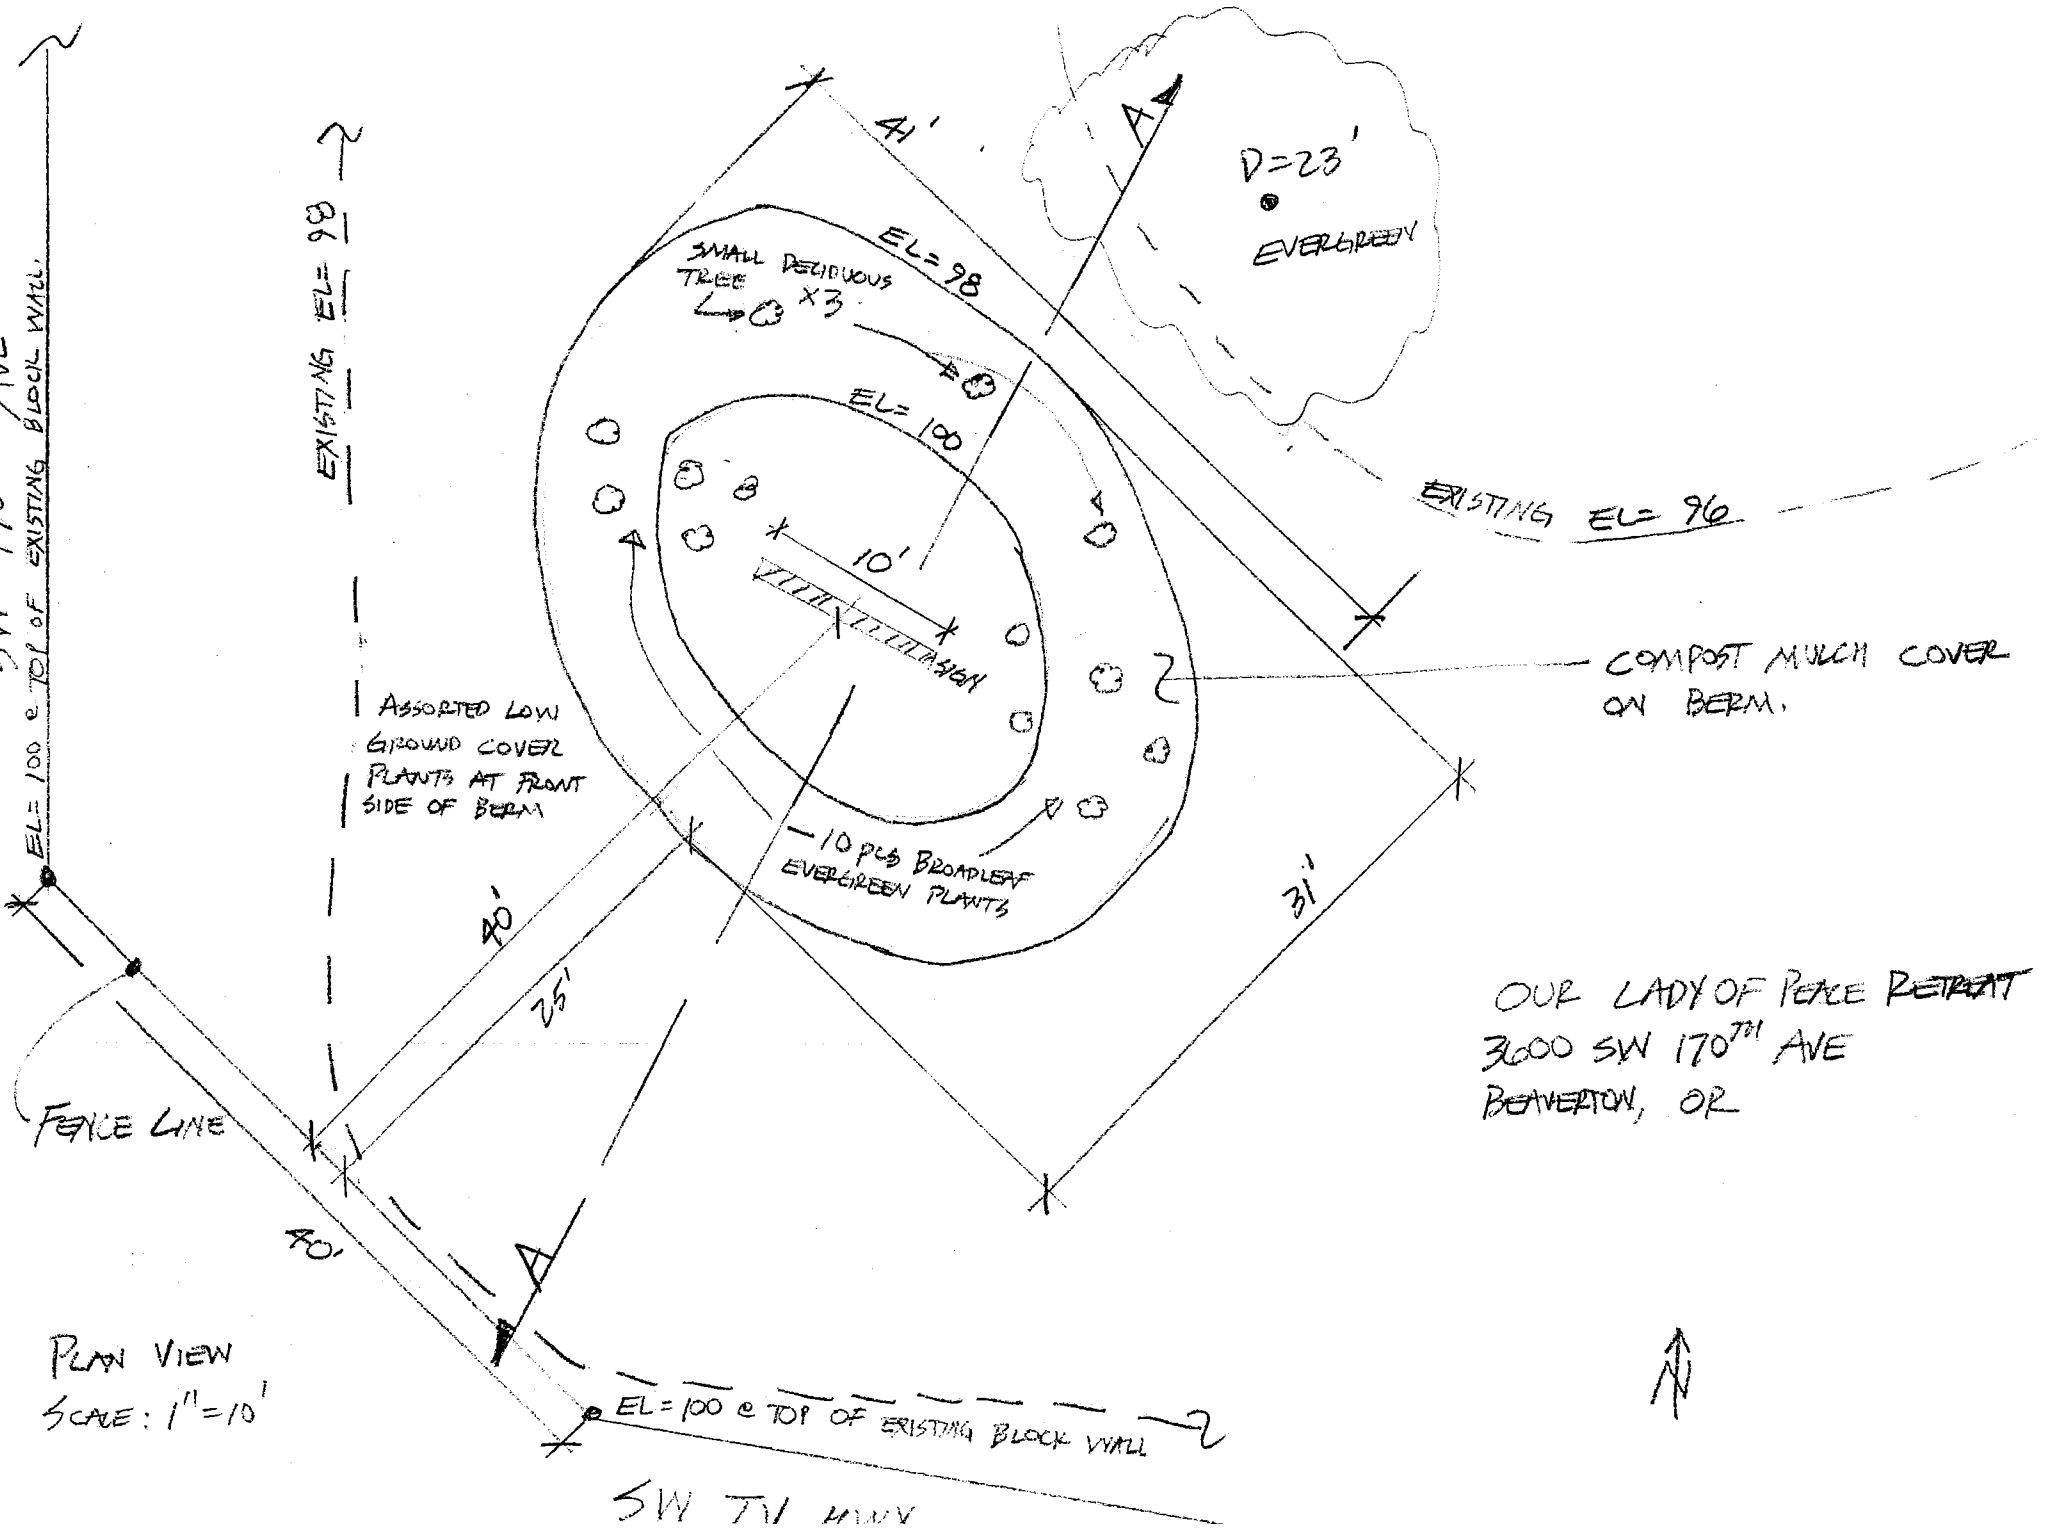 41'
A
D=23'
EVERGREEN
EXISTING EL= 98
EL= 98
SMALL DECIDUOUS
TREE
X3
EL= 100
EL= 100 @ TOP OF EXISTING BLOCK WALL.
EXISTING EL= 96
10'
SIGN
COMPOST MULCH COVER
ON BERM.
ASSORTED LOW
GROUND COVER
PLANTS AT FRONT
SIDE OF BERM
10 PCS BROADLEAF
EVERGREEN PLANTS
40'
25'
31'
OUR LADY OF PEACE RETREAT
3600 SW 170TH AVE
BEAVERTON, OR
FENCE LINE
40'
A
PLAN VIEW
SCALE: 1"=10'
N
EL=100 @ TOP OF EXISTING BLOCK WALL
SW TV HWY